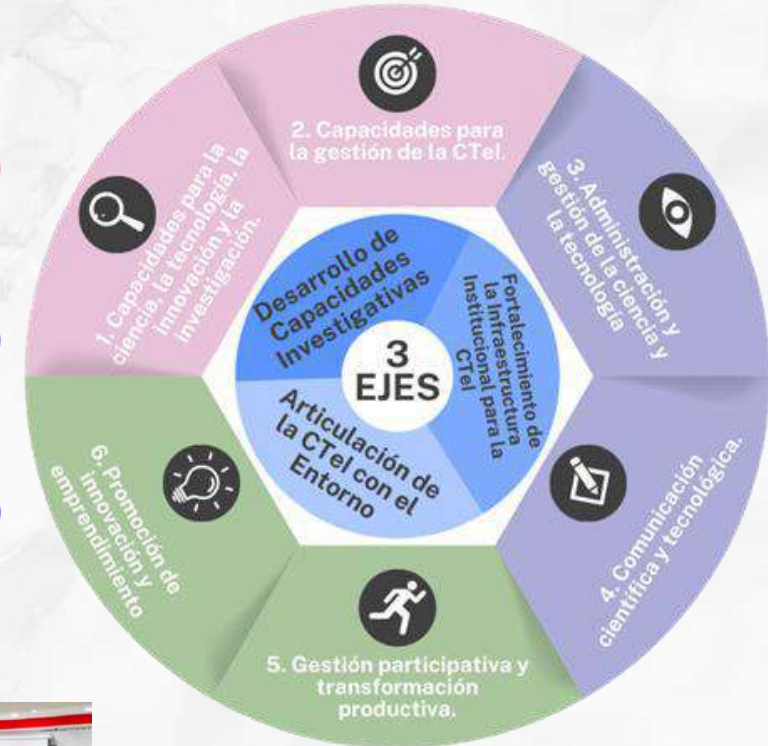 2. Capacidades para
la gestión de la CTeI.
1. Capacidades para la
ciencia, la tecnología, la
innovación y la
investigación.
3. Administración y
gestión de la ciencia y
la tecnología
Desarrollo de
Capacidades
Investigativas
Fortalecimiento de
la Infraestructura
Institucional para la
CTeI
3
EJES
Articulación de
la CTeI con el
Entorno
6. Promoción de
innovación y
emprendimiento
4. Comunicación
científica y tecnológica.
5. Gestión participativa y
transformación
productiva.